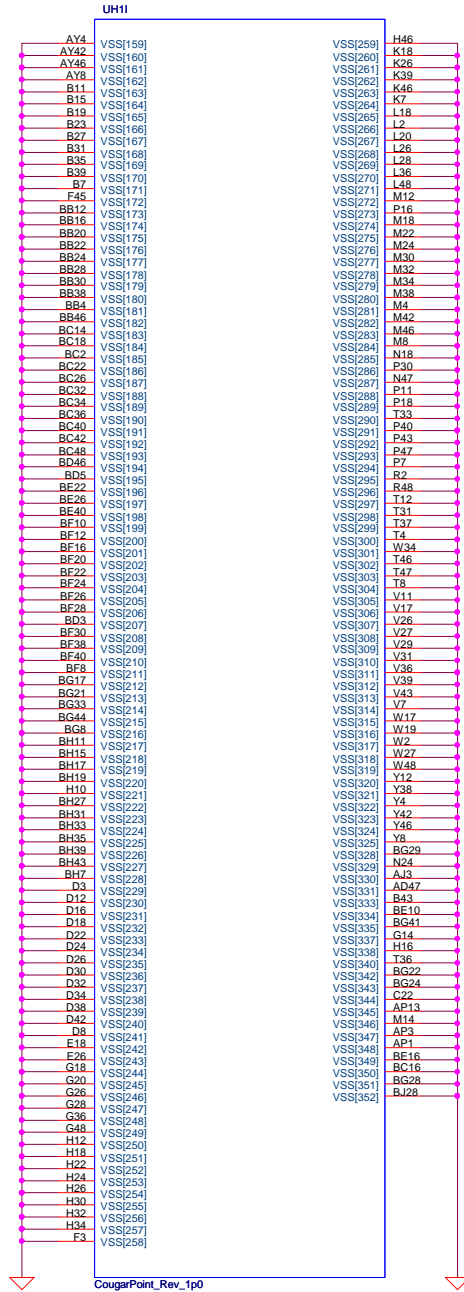 UH1I
AY4 VSS[159] VSS[259] H46
AY42 VSS[160] VSS[260] K18
AY46 VSS[161] VSS[261] K26
AY8 VSS[162] VSS[262] K39
B11 VSS[163] VSS[263] K46
B15 VSS[164] VSS[264] K7
B19 VSS[165] VSS[265] L18
B23 VSS[166] VSS[266] L2
B27 VSS[167] VSS[267] L20
B31 VSS[168] VSS[268] L26
B35 VSS[169] VSS[269] L28
B39 VSS[170] VSS[270] L36
B7 VSS[171] VSS[271] L48
F45 VSS[172] VSS[272] M12
BB12 VSS[173] VSS[273] P16
BB16 VSS[174] VSS[274] M18
BB20 VSS[175] VSS[275] M22
BB22 VSS[176] VSS[276] M24
BB24 VSS[177] VSS[277] M30
BB28 VSS[178] VSS[278] M32
BB30 VSS[179] VSS[279] M34
BB38 VSS[180] VSS[280] M38
BB4 VSS[181] VSS[281] M4
BB46 VSS[182] VSS[282] M42
BC14 VSS[183] VSS[283] M46
BC18 VSS[184] VSS[284] M8
BC2 VSS[185] VSS[285] N18
BC22 VSS[186] VSS[286] P30
BC26 VSS[187] VSS[287] N47
BC32 VSS[188] VSS[288] P11
BC34 VSS[189] VSS[289] P18
BC36 VSS[190] VSS[290] T33
BC40 VSS[191] VSS[291] P40
BC42 VSS[192] VSS[292] P43
BC48 VSS[193] VSS[293] P47
BD46 VSS[194] VSS[294] P7
BD5 VSS[195] VSS[295] R2
BE22 VSS[196] VSS[296] R48
BE26 VSS[197] VSS[297] T12
BE40 VSS[198] VSS[298] T31
BF10 VSS[199] VSS[299] T37
BF12 VSS[200] VSS[300] T4
BF16 VSS[201] VSS[301] W34
BF20 VSS[202] VSS[302] T46
BF22 VSS[203] VSS[303] T47
BF24 VSS[204] VSS[304] T8
BF26 VSS[205] VSS[305] V11
BF28 VSS[206] VSS[306] V17
BD3 VSS[207] VSS[307] V26
BF30 VSS[208] VSS[308] V27
BF38 VSS[209] VSS[309] V29
BF40 VSS[210] VSS[310] V31
BF8 VSS[211] VSS[311] V36
BG17 VSS[212] VSS[312] V39
BG21 VSS[213] VSS[313] V43
BG33 VSS[214] VSS[314] V7
BG44 VSS[215] VSS[315] W17
BG8 VSS[216] VSS[316] W19
BH11 VSS[217] VSS[317] W2
BH15 VSS[218] VSS[318] W27
BH17 VSS[219] VSS[319] W48
BH19 VSS[220] VSS[320] Y12
H10 VSS[221] VSS[321] Y38
BH27 VSS[222] VSS[322] Y4
BH31 VSS[223] VSS[323] Y42
BH33 VSS[224] VSS[324] Y46
BH35 VSS[225] VSS[325] Y8
BH39 VSS[226] VSS[328] BG29
BH43 VSS[227] VSS[329] N24
BH7 VSS[228] VSS[330] AJ3
D3 VSS[229] VSS[331] AD47
D12 VSS[230] VSS[333] B43
D16 VSS[231] VSS[334] BE10
D18 VSS[232] VSS[335] BG41
D22 VSS[233] VSS[337] G14
D24 VSS[234] VSS[338] H16
D26 VSS[235] VSS[340] T36
D30 VSS[236] VSS[342] BG22
D32 VSS[237] VSS[343] BG24
D34 VSS[238] VSS[344] C22
D38 VSS[239] VSS[345] AP13
D42 VSS[240] VSS[346] M14
D8 VSS[241] VSS[347] AP3
E18 VSS[242] VSS[348] AP1
E26 VSS[243] VSS[349] BE16
G18 VSS[244] VSS[350] BC16
G20 VSS[245] VSS[351] BG28
G26 VSS[246] VSS[352] BJ28
G28 VSS[247]
G36 VSS[248]
G48 VSS[249]
H12 VSS[250]
H18 VSS[251]
H22 VSS[252]
H24 VSS[253]
H26 VSS[254]
H30 VSS[255]
H32 VSS[256]
H34 VSS[257]
F3 VSS[258]
CougarPoint_Rev_1p0